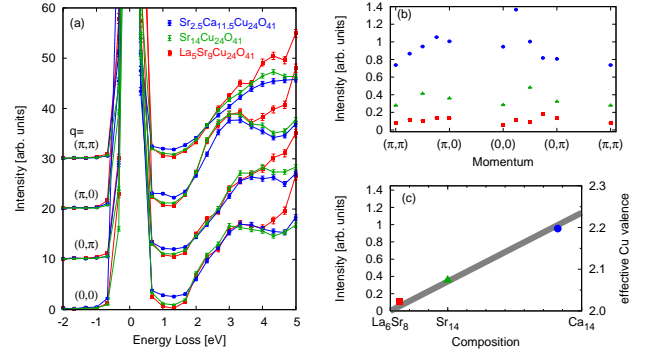 (a)
Sr2.5Ca11.5Cu24O41
Sr14Cu24O41
La5Sr9Cu24O41
q=
(π,π)
(π,0)
(0,π)
(0,0)
60
50
40
30
20
10
0
Intensity [arb. units]
-2 -1 0 1 2 3 4 5
Energy Loss [eV]
(b)
1.4
1.2
1
0.8
0.6
0.4
0.2
0
Intensity [arb. units]
(π,π) (π,0) (0,0) (0,π) (π,π)
Momentum
(c)
1.4
1.2
1
0.8
0.6
0.4
0.2
0
Intensity [arb. units]
2.3
2.2
2.1
2.0
effective Cu valence
La6Sr8 Sr14 Ca14
Composition